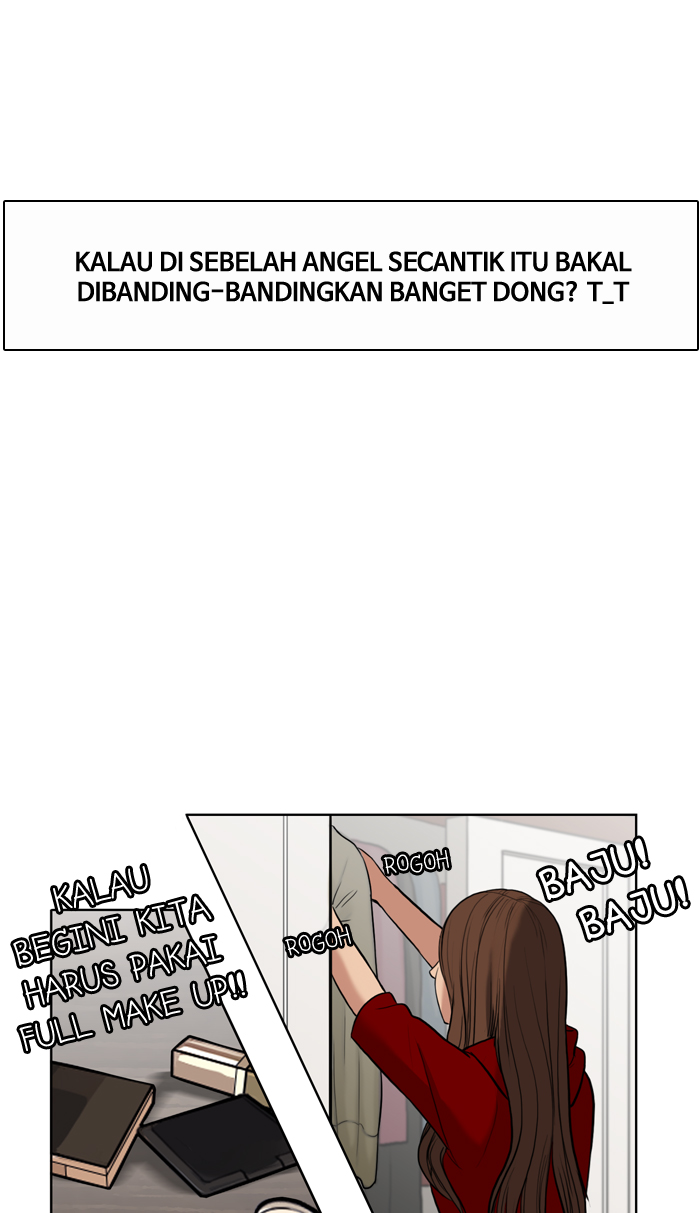 KALAU DI SEBELAH ANGEL SECANTIK ITU BAKAL
DIBANDING-BANDINGKAN BANGET DONG? T_T
KALAU
BEGINI KITA
HARUS PAKAI
FULL MAKE UP!!
ROGOH
ROGOH
BAJU!
BAJU!